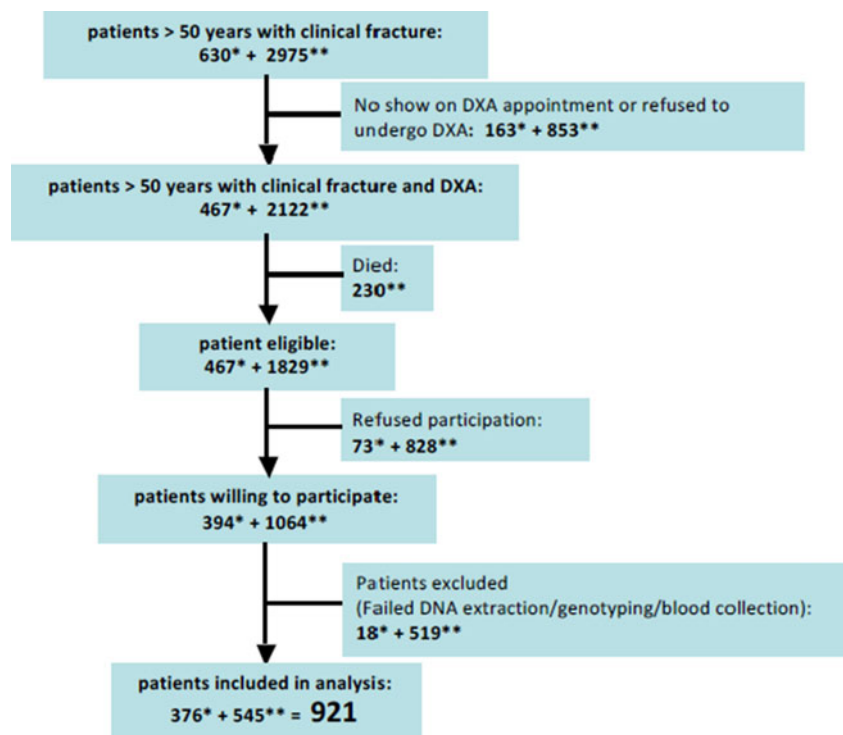 patients > 50 years with clinical fracture:
630* + 2975**
No show on DXA appointment or refused to
undergo DXA: 163* + 853**
patients > 50 years with clinical fracture and DXA:
467* + 2122**
Died:
230**
patient eligible:
467* + 1829**
Refused participation:
73* + 828**
patients willing to participate:
394* + 1064**
Patients excluded
(Failed DNA extraction/genotyping/blood collection):
18* + 519**
patients included in analysis:
376* + 545** = 921